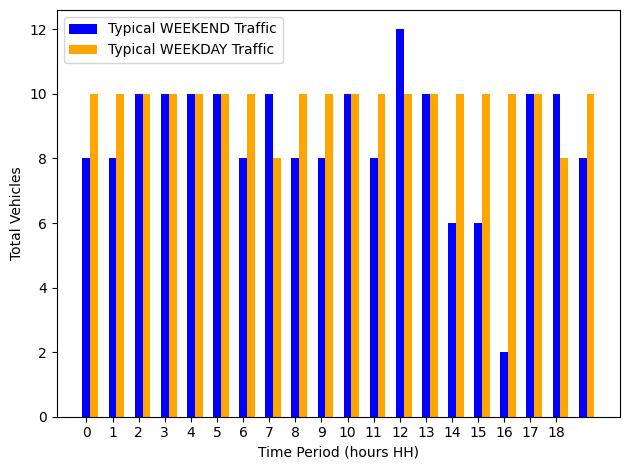 Typical WEEKEND Traffic
Typical WEEKDAY Traffic
12
10
8
6
4
2
0
Total Vehicles
0 1 2 3 4 5 6 7 8 9 10 11 12 13 14 15 16 17 18
Time Period (hours HH)